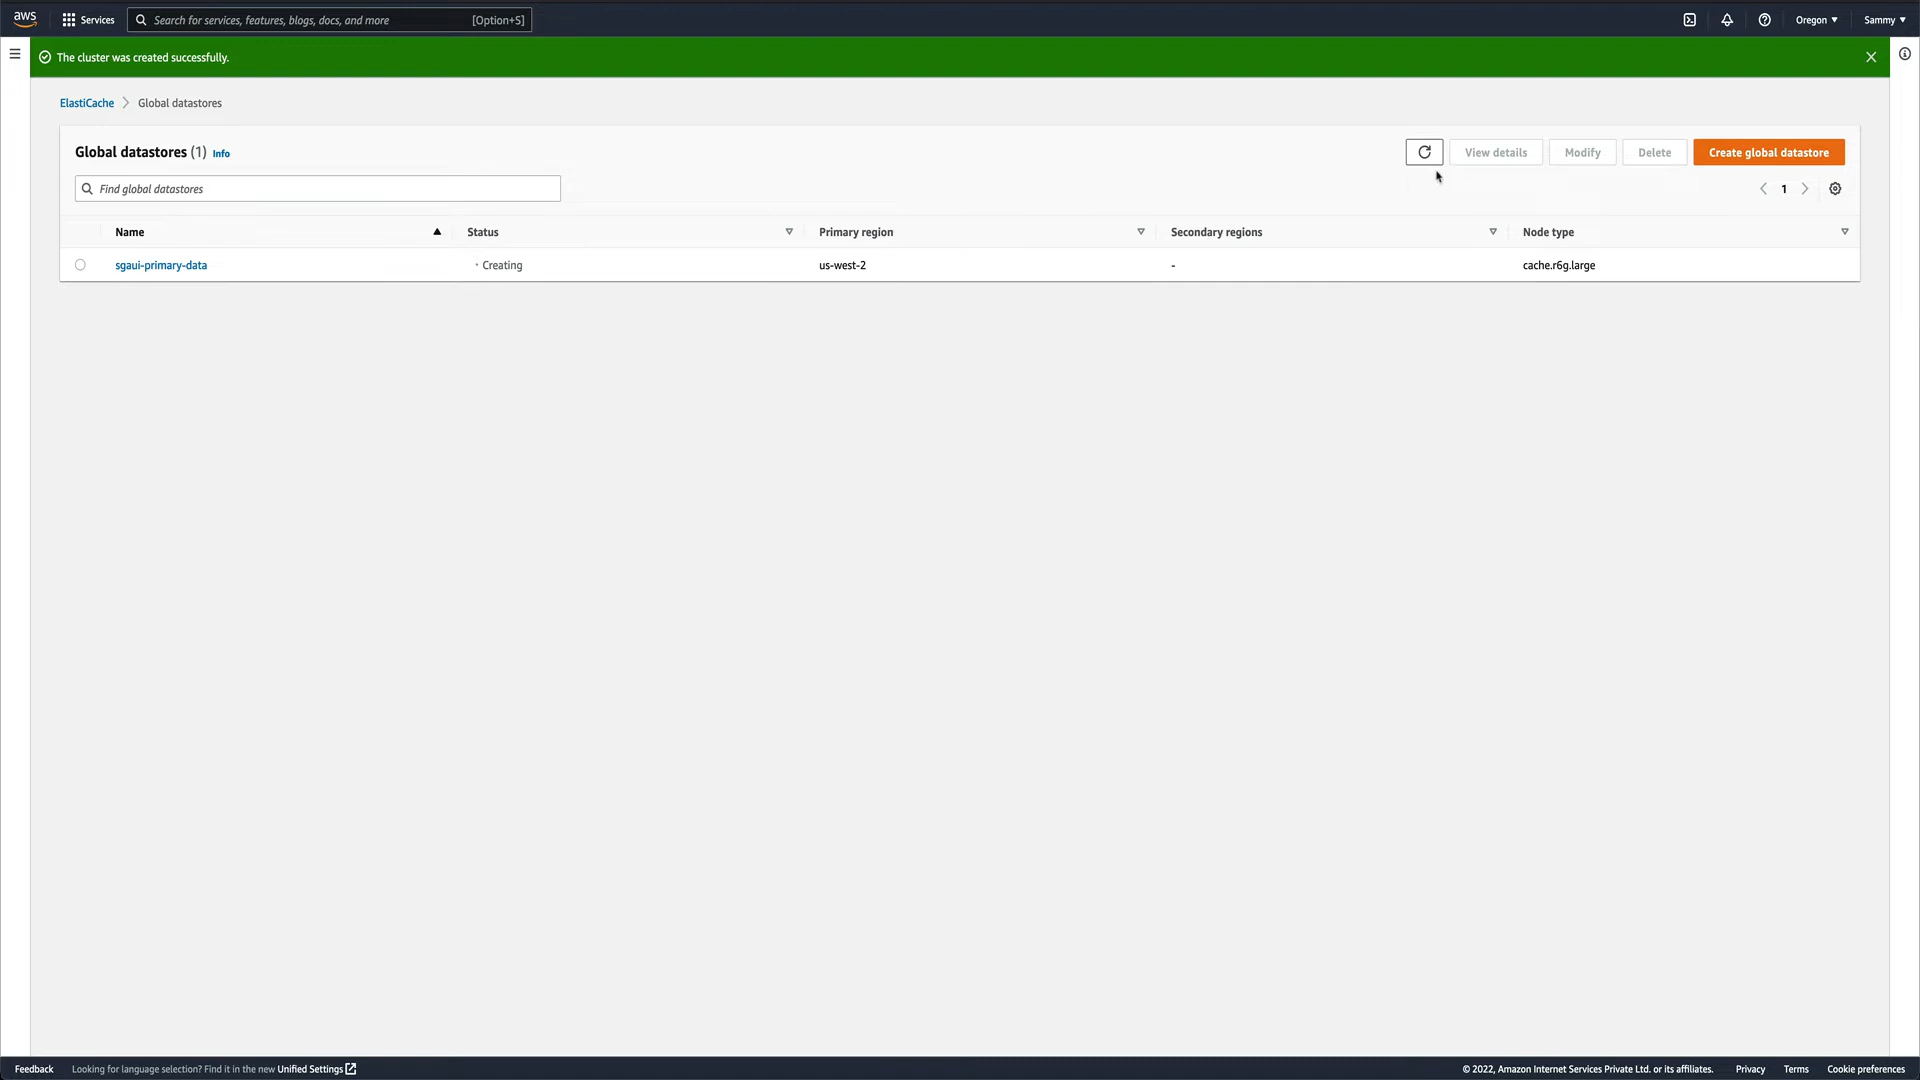 aws
Services
Search for services, features, blogs, docs, and more [Option+S]
Oregon ▼
Sammy ▼
The cluster was created successfully.
ElastiCache > Global datastores
Global datastores (1) Info
View details
Modify
Delete
Create global datastore
Find global datastores
1
Name Status Primary region Secondary regions Node type
sgaui-primary-data Creating us-west-2 - cache.r6g.large
Feedback Looking for language selection? Find it in the new Unified Settings
© 2022, Amazon Internet Services Private Ltd. or its affiliates. Privacy Terms Cookie preferences